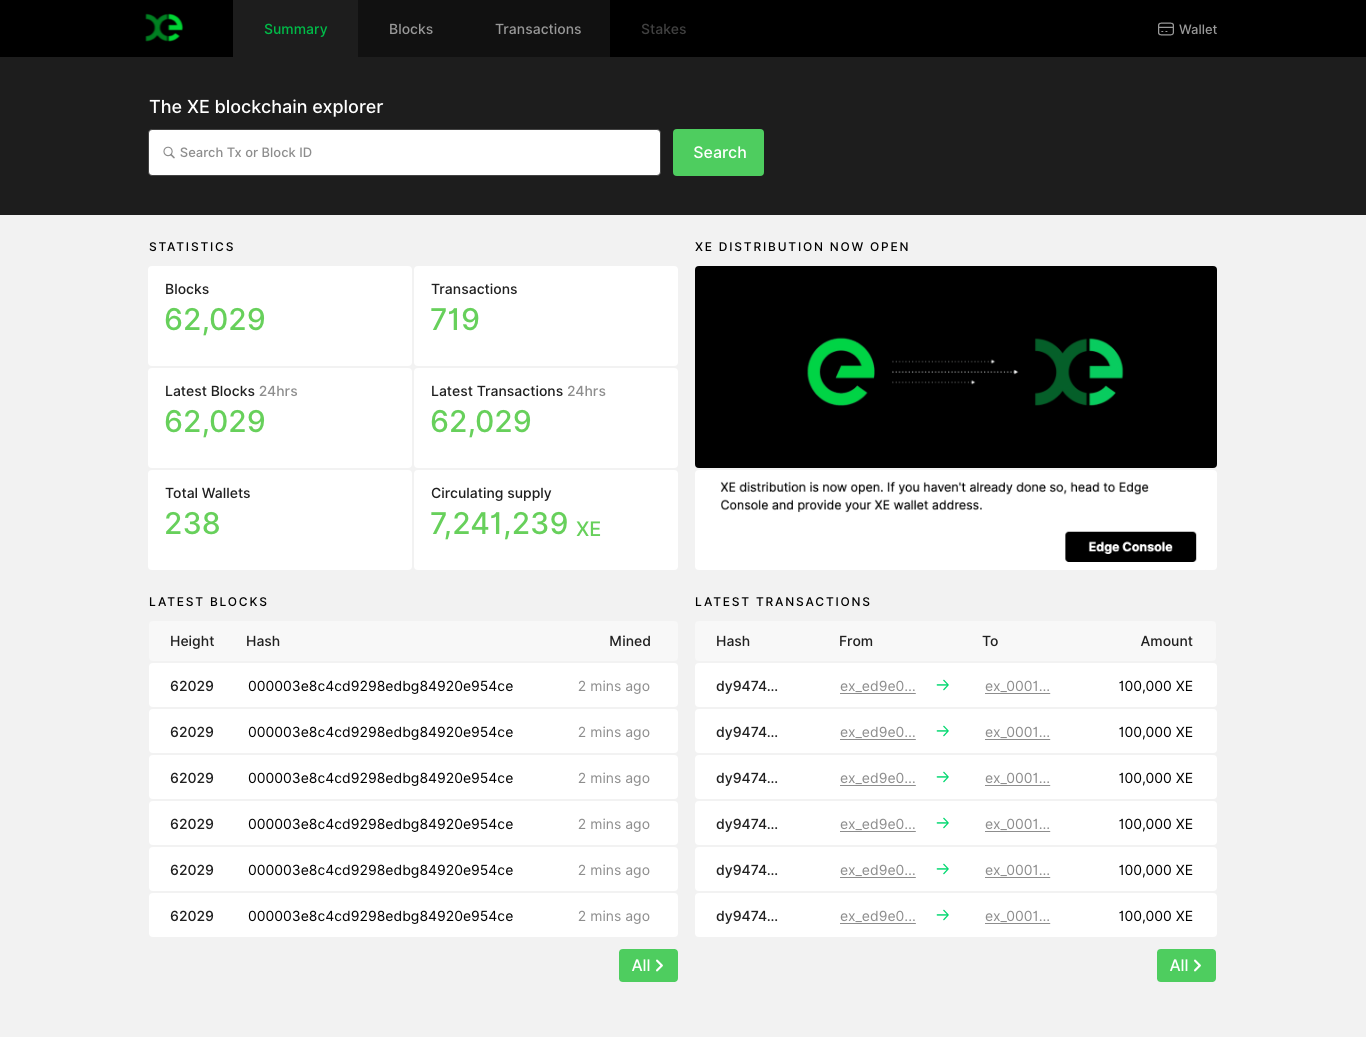 xe
Summary
Blocks
Transactions
Stakes
Wallet
The XE blockchain explorer
Search Tx or Block ID
Search
STATISTICS
Blocks
62,029
Transactions
719
Latest Blocks 24hrs
62,029
Latest Transactions 24hrs
62,029
Total Wallets
238
Circulating supply
7,241,239 XE
XE DISTRIBUTION NOW OPEN
e xe
XE distribution is now open. If you haven't already done so, head to Edge
Console and provide your XE wallet address.
Edge Console
LATEST BLOCKS
Height Hash Mined
62029 000003e8c4cd9298edbg84920e954ce 2 mins ago
62029 000003e8c4cd9298edbg84920e954ce 2 mins ago
62029 000003e8c4cd9298edbg84920e954ce 2 mins ago
62029 000003e8c4cd9298edbg84920e954ce 2 mins ago
62029 000003e8c4cd9298edbg84920e954ce 2 mins ago
62029 000003e8c4cd9298edbg84920e954ce 2 mins ago
All
LATEST TRANSACTIONS
Hash From To Amount
dy9474... ex_ed9e0... → ex_0001... 100,000 XE
dy9474... ex_ed9e0... → ex_0001... 100,000 XE
dy9474... ex_ed9e0... → ex_0001... 100,000 XE
dy9474... ex_ed9e0... → ex_0001... 100,000 XE
dy9474... ex_ed9e0... → ex_0001... 100,000 XE
dy9474... ex_ed9e0... → ex_0001... 100,000 XE
All